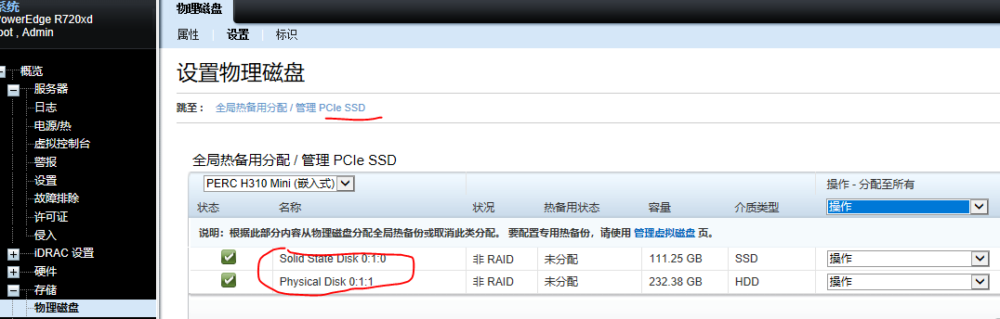 系统
PowerEdge R720xd
oot , Admin
概览
服务器
日志
电源/热
虚拟控制台
警报
设置
故障排除
许可证
侵入
iDRAC 设置
硬件
存储
物理磁盘
物理磁盘
属性 设置 标识
设置物理磁盘
跳至： 全局热备用分配 / 管理 PCIe SSD
全局热备用分配 / 管理 PCIe SSD
PERC H310 Mini (嵌入式) 操作 - 分配至所有
状态 名称 状况 热备用状态 容量 介质类型 操作
说明：根据此部分内容从物理磁盘分配全局热备份或取消此类分配。 要配置专用热备份，请使用 管理虚拟磁盘 页。
Solid State Disk 0:1:0 非 RAID 未分配 111.25 GB SSD 操作
Physical Disk 0:1:1 非 RAID 未分配 232.38 GB HDD 操作